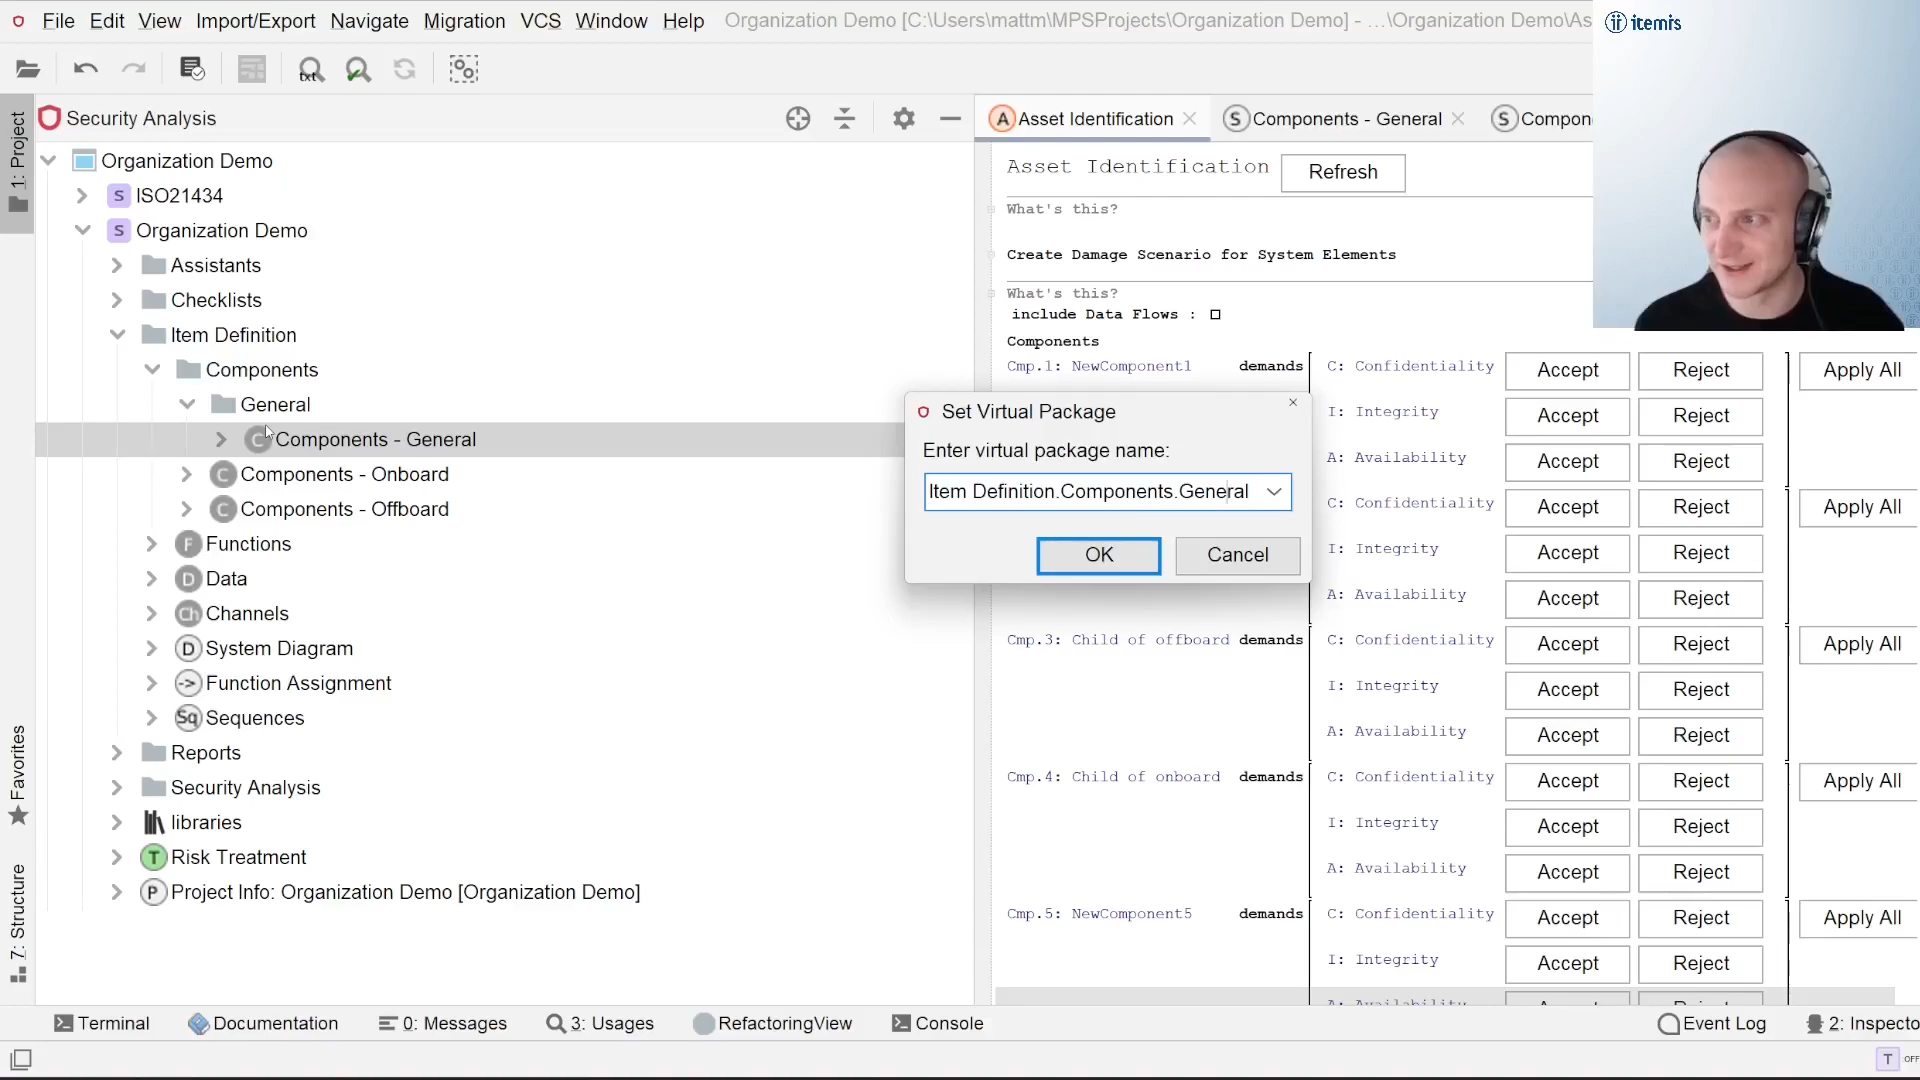 File Edit View Import/Export Navigate Migration VCS Window Help Organization Demo [C:\Users\mattm\MPSProjects\Organization Demo] - ...\Organization Demo\As
itemis
txt
1: Project
Favorites
7: Structure
Security Analysis
Organization Demo
S ISO21434
S Organization Demo
Assistants
Checklists
Item Definition
Components
General
C Components - General
C Components - Onboard
C Components - Offboard
F Functions
D Data
Ch Channels
D System Diagram
-> Function Assignment
Sq Sequences
Reports
Security Analysis
libraries
T Risk Treatment
P Project Info: Organization Demo [Organization Demo]
A Asset Identification
S Components - General
S Compon
Asset Identification Refresh
What's this?
Create Damage Scenario for System Elements
What's this?
include Data Flows :
Components
Cmp.1: NewComponent1 demands C: Confidentiality Accept Reject Apply All
I: Integrity Accept Reject
A: Availability Accept Reject
C: Confidentiality Accept Reject Apply All
I: Integrity Accept Reject
A: Availability Accept Reject
Cmp.3: Child of offboard demands C: Confidentiality Accept Reject Apply All
I: Integrity Accept Reject
A: Availability Accept Reject
Cmp.4: Child of onboard demands C: Confidentiality Accept Reject Apply All
I: Integrity Accept Reject
A: Availability Accept Reject
Cmp.5: NewComponent5 demands C: Confidentiality Accept Reject Apply All
I: Integrity Accept Reject
A: Availability Accept Reject
Set Virtual Package
Enter virtual package name:
Item Definition.Components.General
OK Cancel
Terminal Documentation 0: Messages 3: Usages RefactoringView Console Event Log 2: Inspecto
T OFF